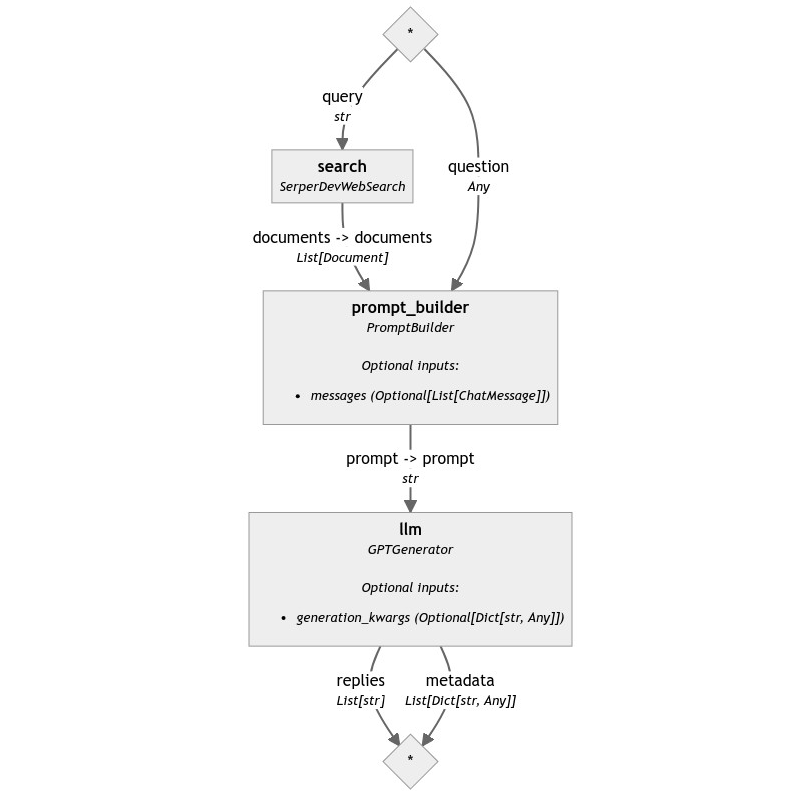 *
query
str
search
SerperDevWebSearch
question
Any
documents -> documents
List[Document]
prompt_builder
PromptBuilder
Optional inputs:
• messages (Optional[List[ChatMessage]])
prompt -> prompt
str
llm
GPTGenerator
Optional inputs:
• generation_kwargs (Optional[Dict[str, Any]])
replies
List[str]
metadata
List[Dict[str, Any]]
*